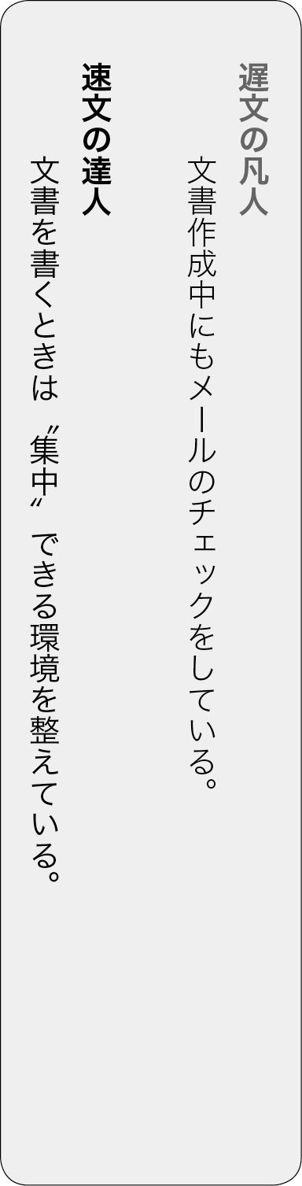 遅文の凡人
文書作成中にもメールのチェックをしている。
速文の達人
文書を書くときは〝集中〟できる環境を整えている。